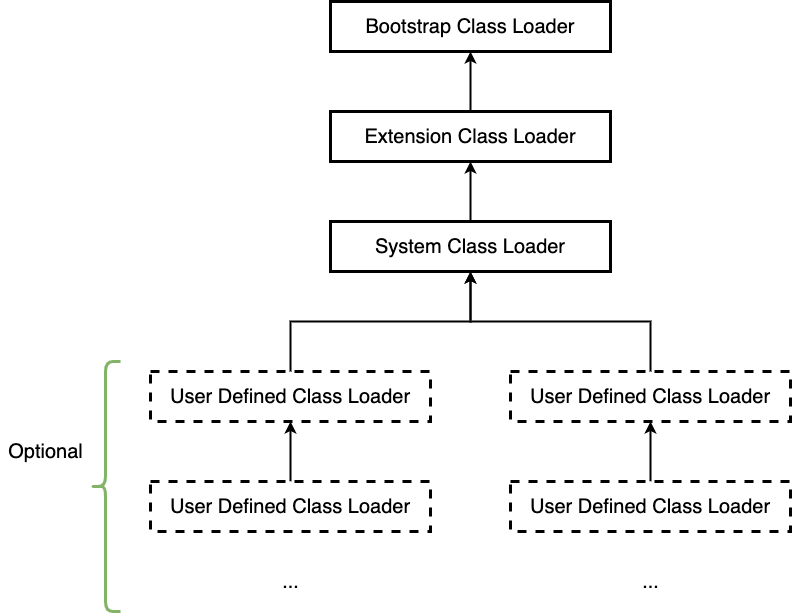 Bootstrap Class Loader
Extension Class Loader
System Class Loader
User Defined Class Loader
User Defined Class Loader
Optional
User Defined Class Loader
User Defined Class Loader
...
...